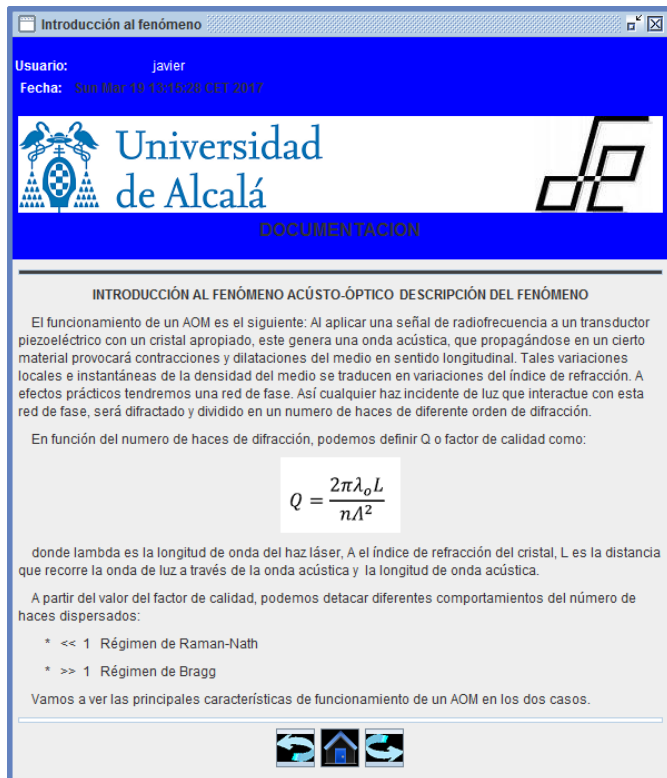 Introducción al fenómeno
Usuario: javier
Fecha: Sun Mar 19 13:15:28 CET 2017
Universidad
de Alcalá
de
DOCUMENTACION
INTRODUCCIÓN AL FENÓMENO ACÚSTO-ÓPTICO DESCRIPCIÓN DEL FENÓMENO
El funcionamiento de un AOM es el siguiente: Al aplicar una señal de radiofrecuencia a un transductor
piezoeléctrico con un cristal apropiado, este genera una onda acústica, que propagándose en un cierto
material provocará contracciones y dilataciones del medio en sentido longitudinal. Tales variaciones
locales e instantáneas de la densidad del medio se traducen en variaciones del índice de refracción. A
efectos prácticos tendremos una red de fase. Así cualquier haz incidente de luz que interactue con esta
red de fase, será difractado y dividido en un numero de haces de diferente orden de difracción.
En función del numero de haces de difracción, podemos definir Q o factor de calidad como:
Q = 2πλₒL / nΛ²
donde lambda es la longitud de onda del haz láser, A el índice de refracción del cristal, L es la distancia
que recorre la onda de luz a través de la onda acústica y la longitud de onda acústica.
A partir del valor del factor de calidad, podemos detacar diferentes comportamientos del número de
haces dispersados:
* << 1 Régimen de Raman-Nath
* >> 1 Régimen de Bragg
Vamos a ver las principales características de funcionamiento de un AOM en los dos casos.